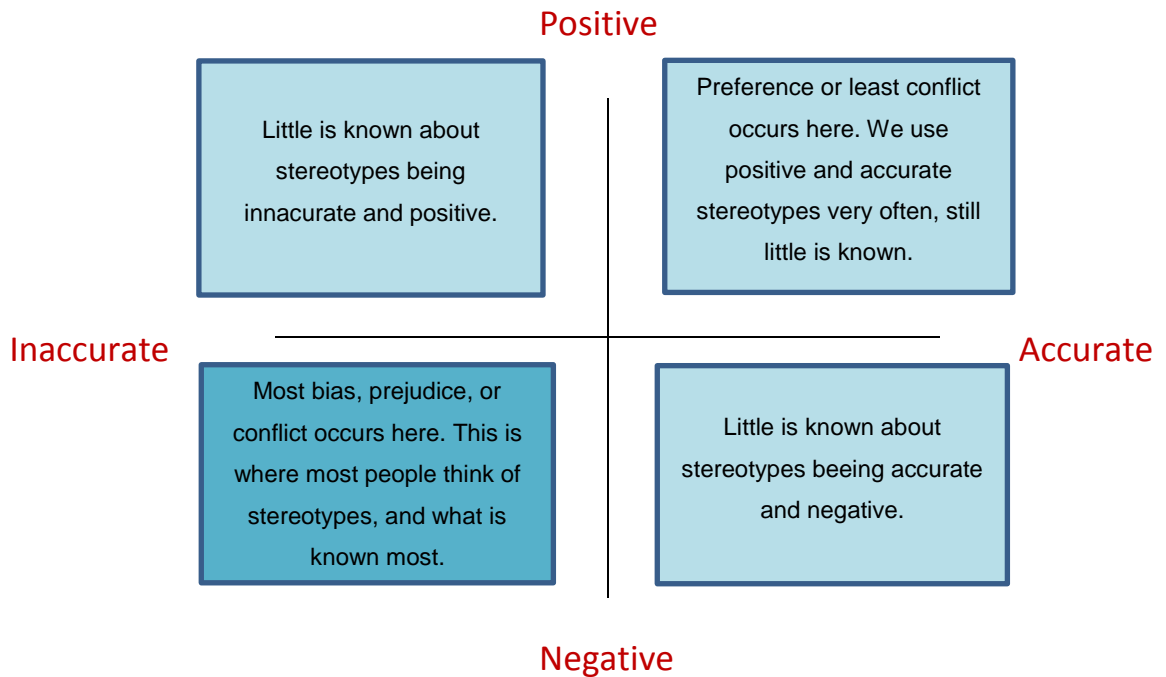 Positive
Little is known about
stereotypes being
innacurate and positive.
Preference or least conflict
occurs here. We use
positive and accurate
stereotypes very often, still
little is known.
Inaccurate
Accurate
Most bias, prejudice, or
conflict occurs here. This is
where most people think of
stereotypes, and what is
known most.
Little is known about
stereotypes beeing accurate
and negative.
Negative